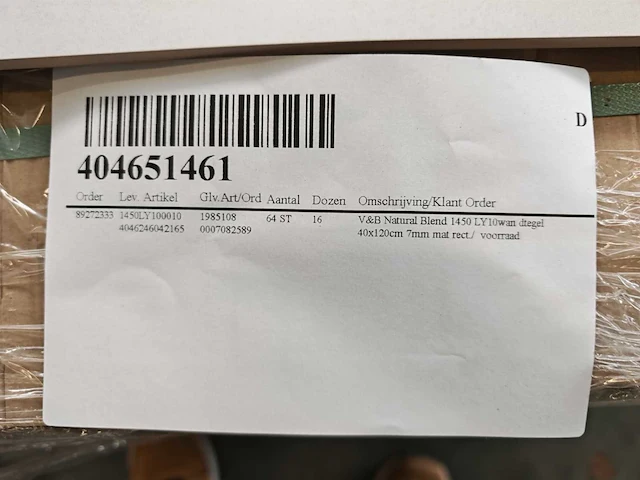 D
404651461
Order Lev. Artikel Glv.Art/Ord Aantal Dozen Omschrijving/Klant Order
89272333 1450LY100010 1985108 64 ST 16 V&B Natural Blend 1450 LY10wan dtegel
4046246042165 0007082589 40x120cm 7mm mat rect./ voorraad